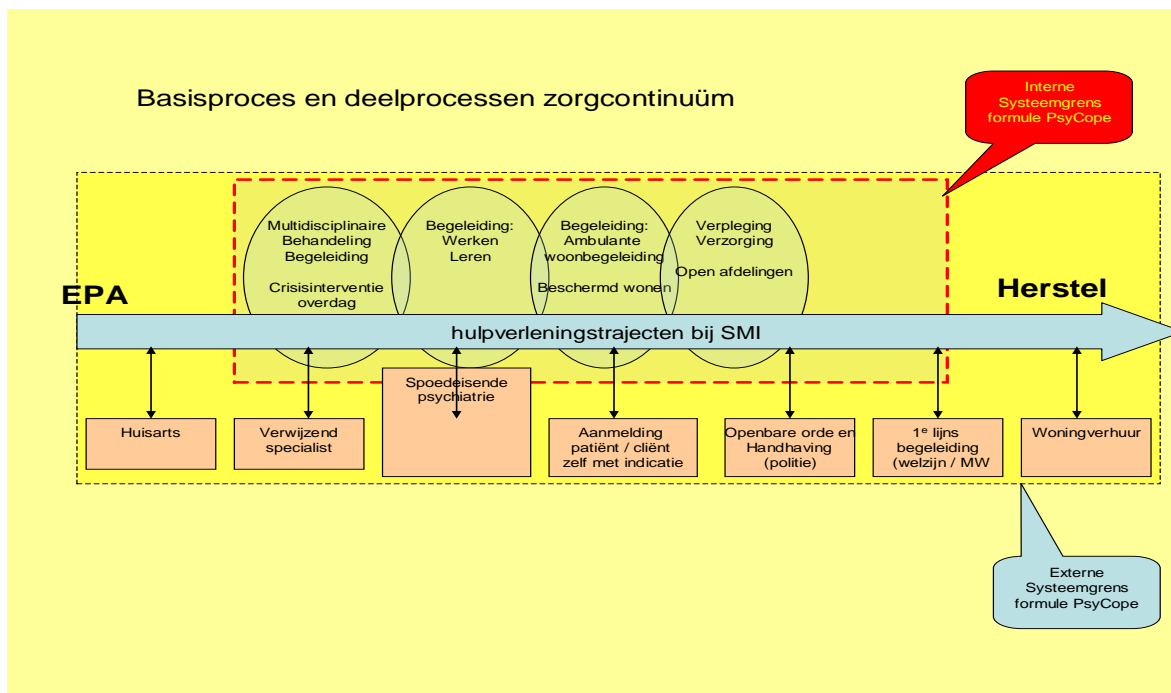 Basisproces en deelprocessen zorgcontinuüm
Interne
Systeemgrens
formule PsyCope
Multidisciplinaire
Behandeling
Begeleiding
Crisisinterventie
overdag
Begeleiding:
Werken
Leren
Begeleiding:
Ambulante
woonbegeleiding
Beschermd wonen
Verpleging
Verzorging
Open afdelingen
EPA
Herstel
hulpverleningstrajecten bij SMI
Huisarts
Verwijzend
specialist
Spoedeisende
psychiatrie
Aanmelding
patiënt / cliënt
zelf met indicatie
Openbare orde en
Handhaving
(politie)
1e lijns
begeleiding
(welzijn / MW
Woningverhuur
Externe
Systeemgrens
formule PsyCope